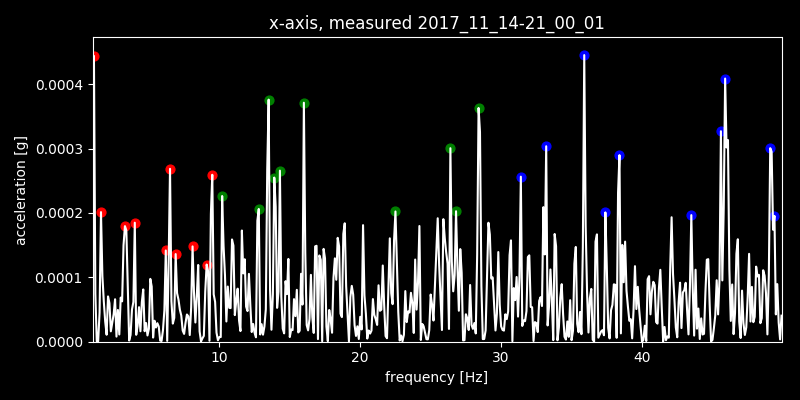 x-axis, measured 2017_11_14-21_00_01
acceleration [g]
0.0004
0.0003
0.0002
0.0001
0.0000
10 20 30 40
frequency [Hz]